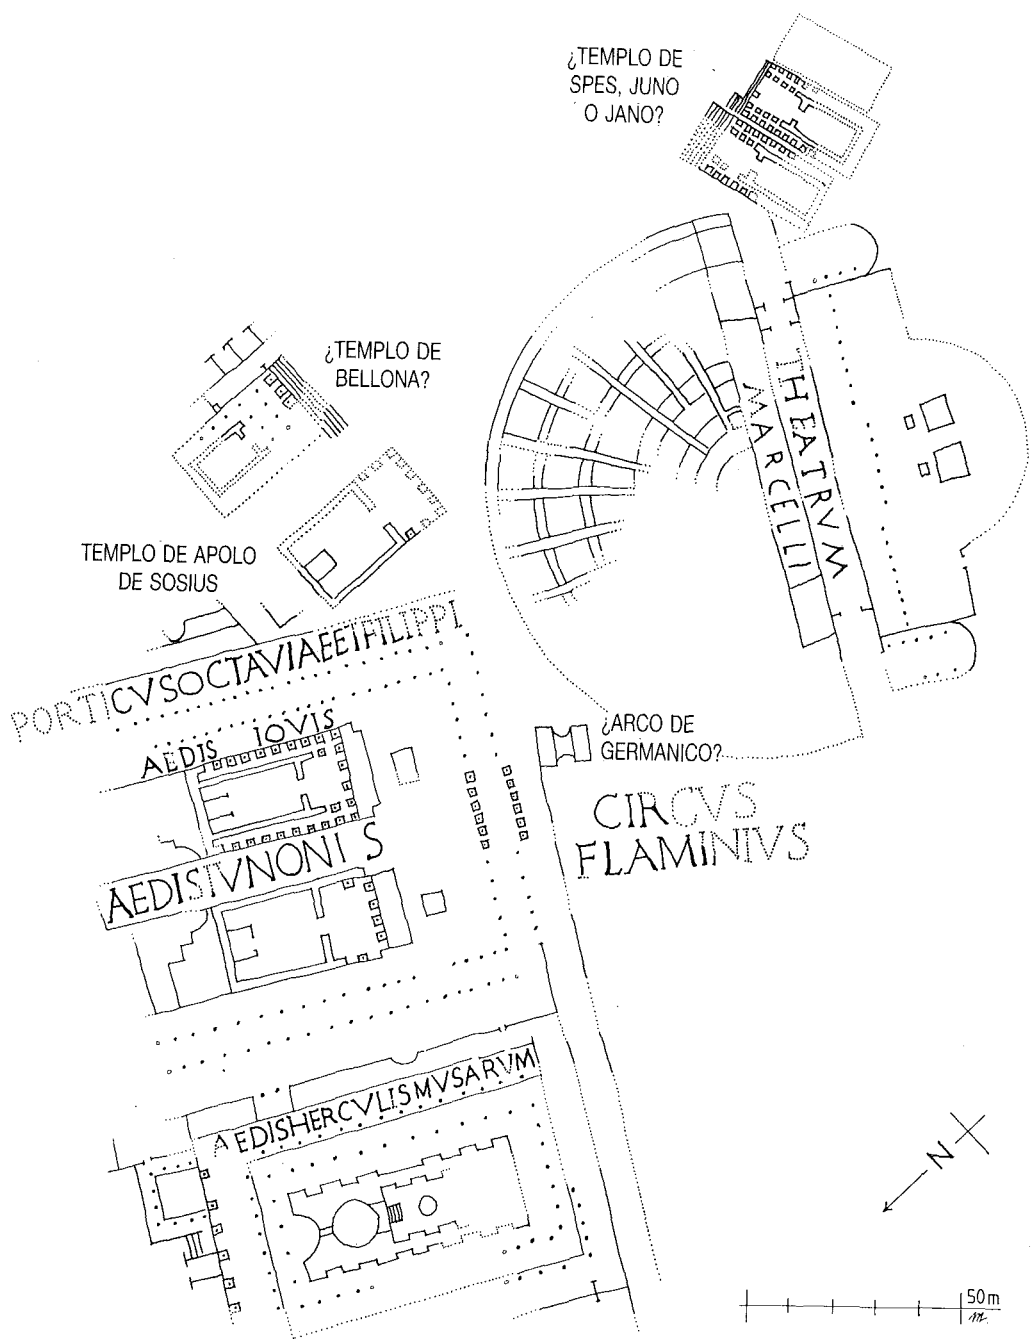 ¿TEMPLO DE
SPES, JUNO
O JANO?
¿TEMPLO DE
BELLONA?
THEATRVM
MARCELLI
TEMPLO DE APOLO
DE SOSIUS
PORTICVSOCTAVIAEETFILIPPI
¿ARCO DE
GERMANICO?
AEDIS IOVIS
CIRCVS
FLAMINIVS
AEDISIVNONIS
AEDISHERCVLISMVSARVM
N
50m
m.